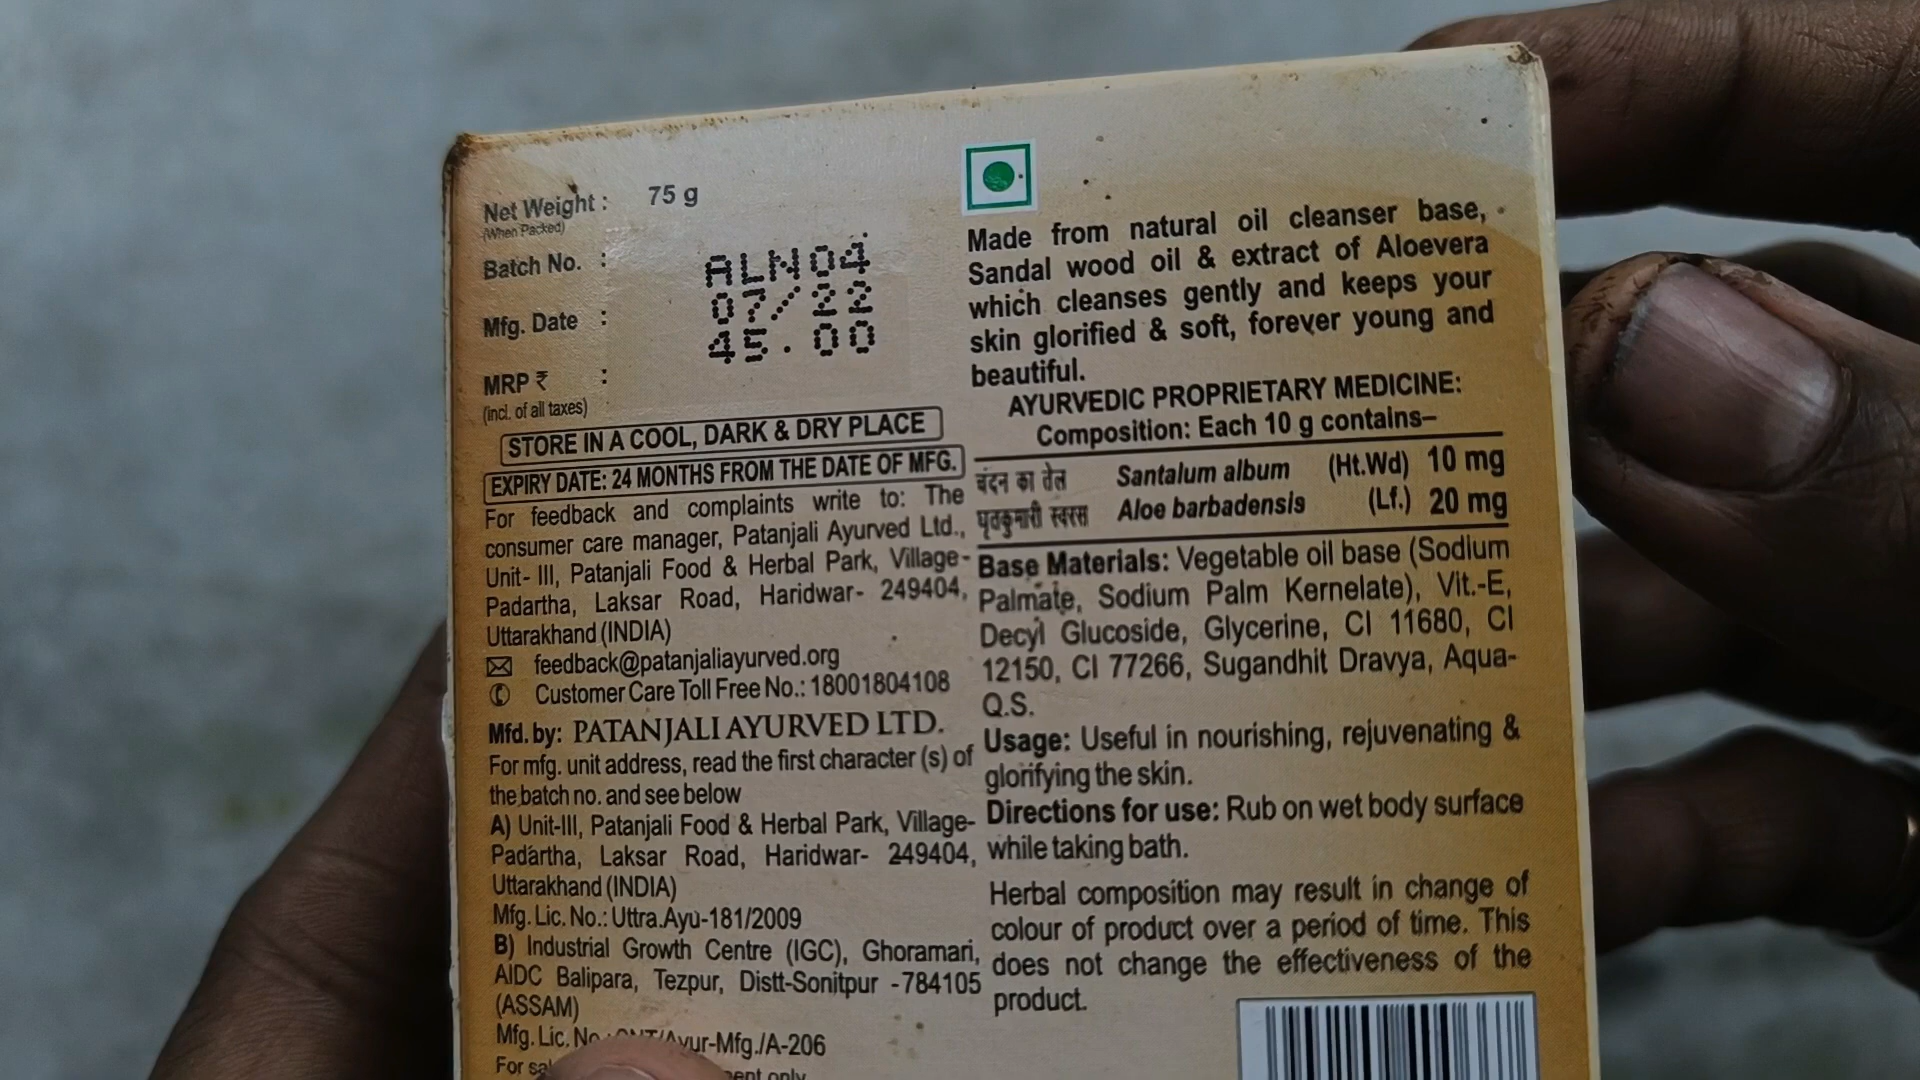 Net Weight : 75 g
(When Packed)
Batch No. : ALN04
Mfg. Date : 07/22
MRP ₹ : 45.00
(incl. of all taxes)
STORE IN A COOL, DARK & DRY PLACE
EXPIRY DATE: 24 MONTHS FROM THE DATE OF MFG.
For feedback and complaints write to: The
consumer care manager, Patanjali Ayurved Ltd.,
Unit- III, Patanjali Food & Herbal Park, Village-
Padartha, Laksar Road, Haridwar- 249404,
Uttarakhand (INDIA)
feedback@patanjaliayurved.org
Customer Care Toll Free No.: 18001804108
Mfd. by: PATANJALI AYURVED LTD.
For mfg. unit address, read the first character (s) of
the batch no. and see below
A) Unit-III, Patanjali Food & Herbal Park, Village-
Padartha, Laksar Road, Haridwar- 249404,
Uttarakhand (INDIA)
Mfg. Lic. No.: Uttra.Ayu-181/2009
B) Industrial Growth Centre (IGC), Ghoramari,
AIDC Balipara, Tezpur, Distt-Sonitpur -784105
(ASSAM)
Mfg. Lic. No /Ayur-Mfg./A-206
For only
Made from natural oil cleanser base,
Sandal wood oil & extract of Aloevera
which cleanses gently and keeps your
skin glorified & soft, forever young and
beautiful.
AYURVEDIC PROPRIETARY MEDICINE:
Composition: Each 10 g contains–
चंदन का तेल Santalum album (Ht.Wd) 10 mg
घृतकुमारी स्वरस Aloe barbadensis (Lf.) 20 mg
Base Materials: Vegetable oil base (Sodium
Palmate, Sodium Palm Kernelate), Vit.-E,
Decyl Glucoside, Glycerine, CI 11680, CI
12150, CI 77266, Sugandhit Dravya, Aqua-
Q.S.
Usage: Useful in nourishing, rejuvenating &
glorifying the skin.
Directions for use: Rub on wet body surface
while taking bath.
Herbal composition may result in change of
colour of product over a period of time. This
does not change the effectiveness of the
product.